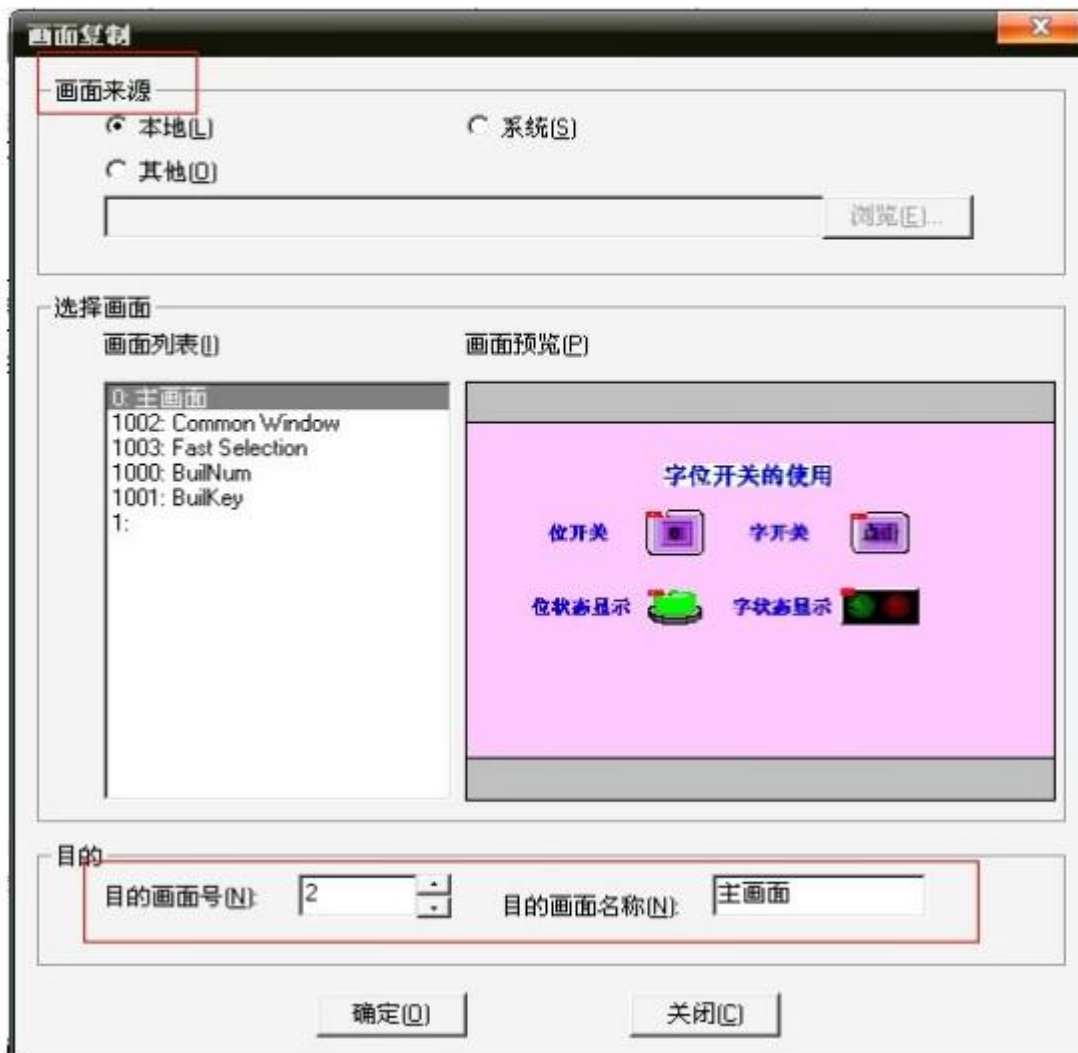 画面复制
画面来源
本地(L)
系统(S)
其他(O)
浏览(E)...
选择画面
画面列表(I)
画面预览(P)
0: 主画面
1002: Common Window
1003: Fast Selection
1000: BuilNum
1001: BuilKey
1:
字位开关的使用
位开关
字开关
点击
位状态显示
字状态显示
目的
目的画面号(N):
2
目的画面名称(N):
主画面
确定(O)
关闭(C)